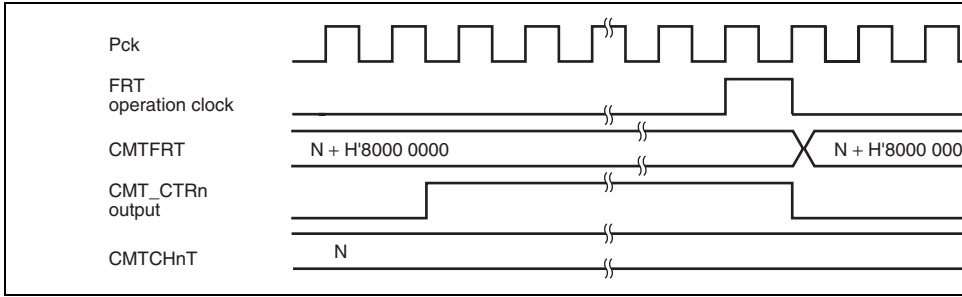 Pck
FRT
operation clock
CMTFRT
N + H'8000 0000
N + H'8000 000
CMT_CTRn
output
CMTCHnT
N